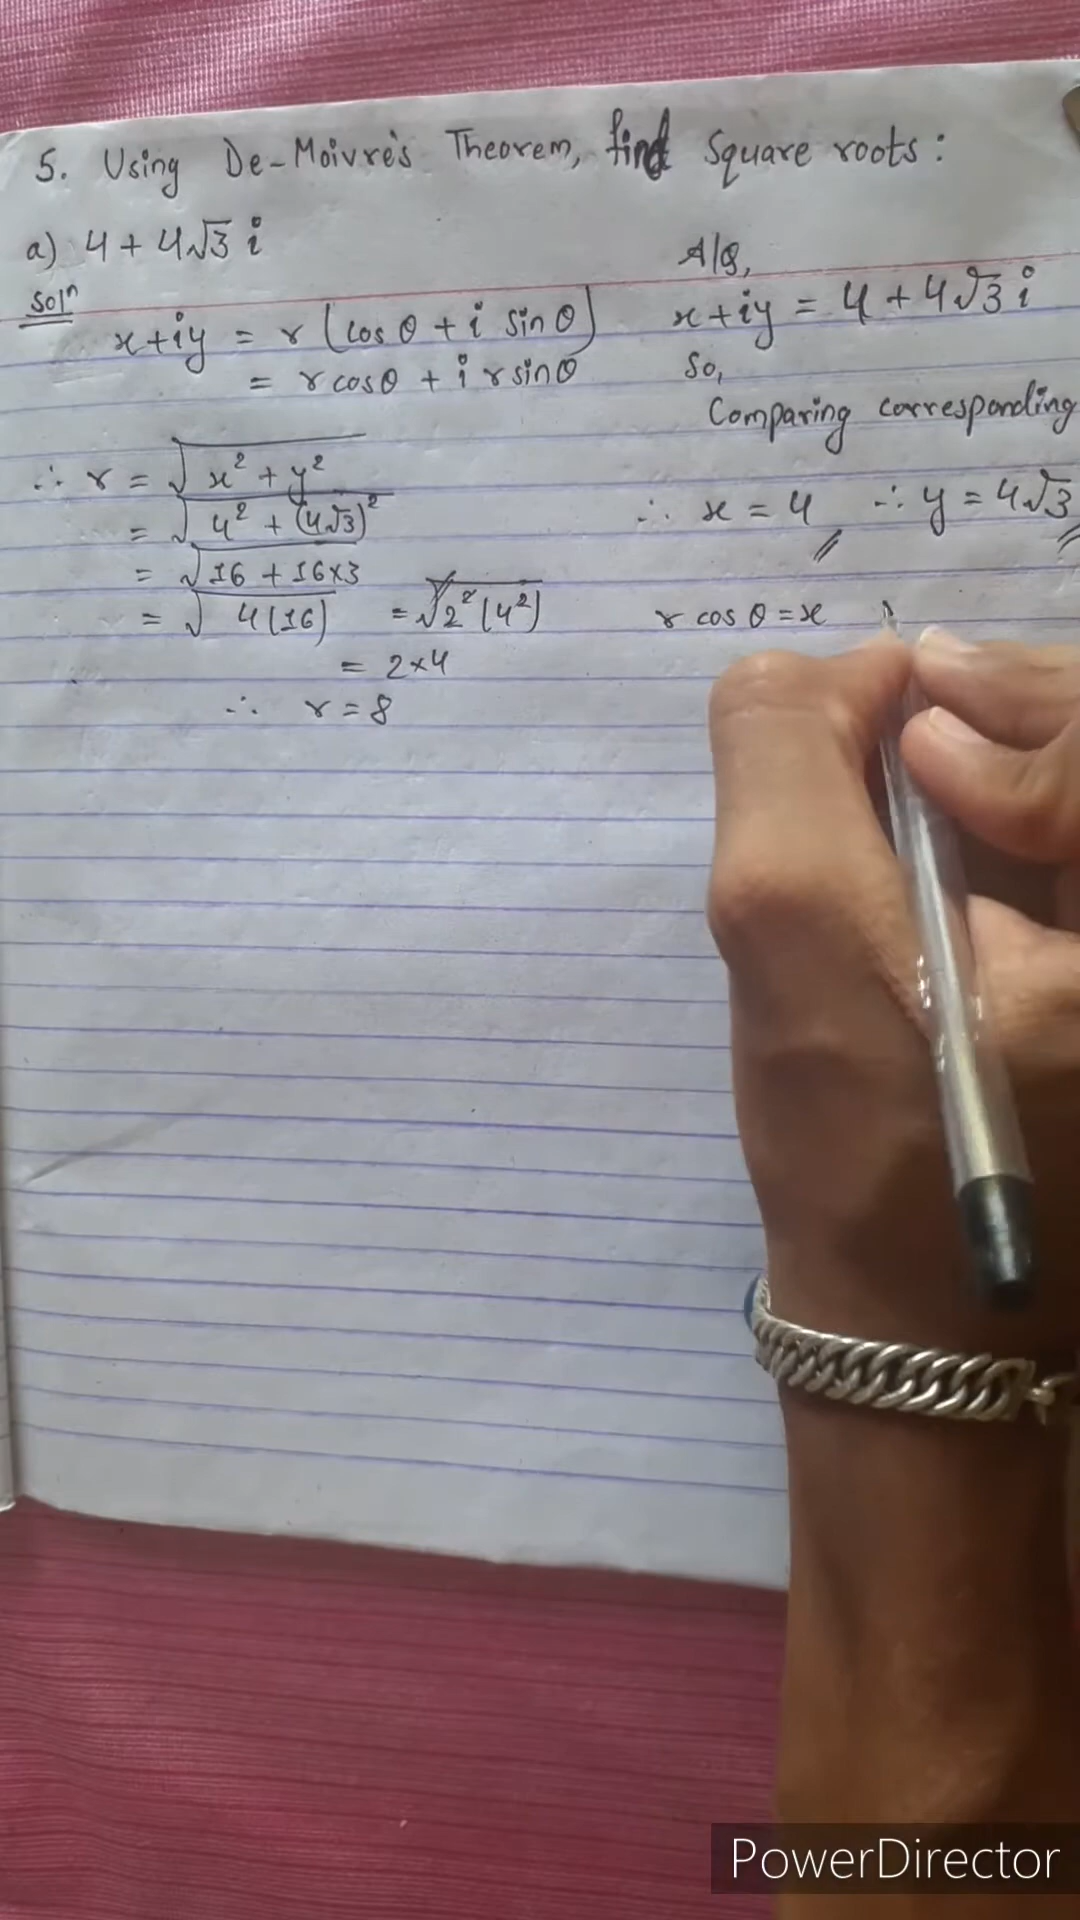 5. Using De-Moivre's Theorem, find Square roots:
a) 4 + 4√3 i
Solⁿ
x+iy = r (cos θ + i sin θ)
= r cosθ + i r sinθ
∴ r = √x² + y²
= √4² + (4√3)²
= √16 + 16×3
= √4(16) = √2²(4²)
= 2×4
∴ r = 8
A/Q,
x+iy = 4 + 4√3 i
So,
Comparing corresponding
∴ x = 4 ∴ y = 4√3
r cos θ = x
PowerDirector